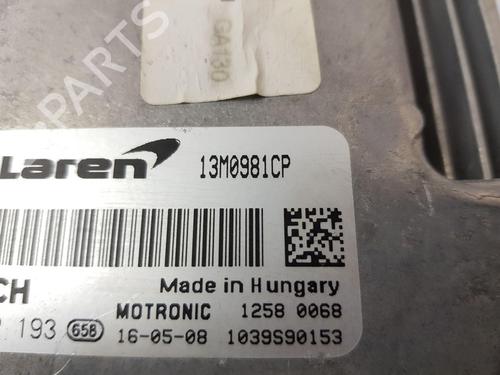 PARTS
GA130
Laren
13M0981CP
CH
Made in Hungary
MOTRONIC 1258 0068
193 658 16-05-08 1039S90153